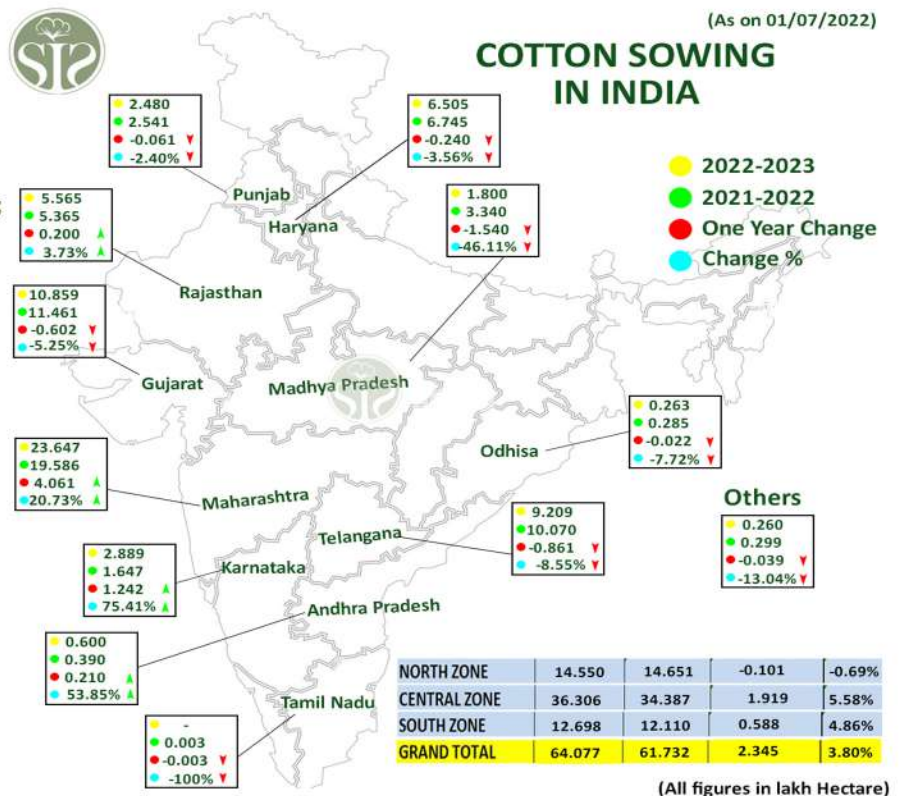 (As on 01/07/2022)
COTTON SOWING
IN INDIA
SIS
2022-2023
2021-2022
One Year Change
Change %
2.480
2.541
-0.061
-2.40%
Punjab
6.505
6.745
-0.240
-3.56%
Haryana
5.565
5.365
0.200
3.73%
Rajasthan
1.800
3.340
-1.540
-46.11%
Madhya Pradesh
10.859
11.461
-0.602
-5.25%
Gujarat
0.263
0.285
-0.022
-7.72%
Odhisa
23.647
19.586
4.061
20.73%
Maharashtra
9.209
10.070
-0.861
-8.55%
Telangana
Others
0.260
0.299
-0.039
-13.04%
2.889
1.647
1.242
75.41%
Karnataka
0.600
0.390
0.210
53.85%
Andhra Pradesh
-
0.003
-0.003
-100%
Tamil Nadu
NORTH ZONE 14.550 14.651 -0.101 -0.69%
CENTRAL ZONE 36.306 34.387 1.919 5.58%
SOUTH ZONE 12.698 12.110 0.588 4.86%
GRAND TOTAL 64.077 61.732 2.345 3.80%
(All figures in lakh Hectare)